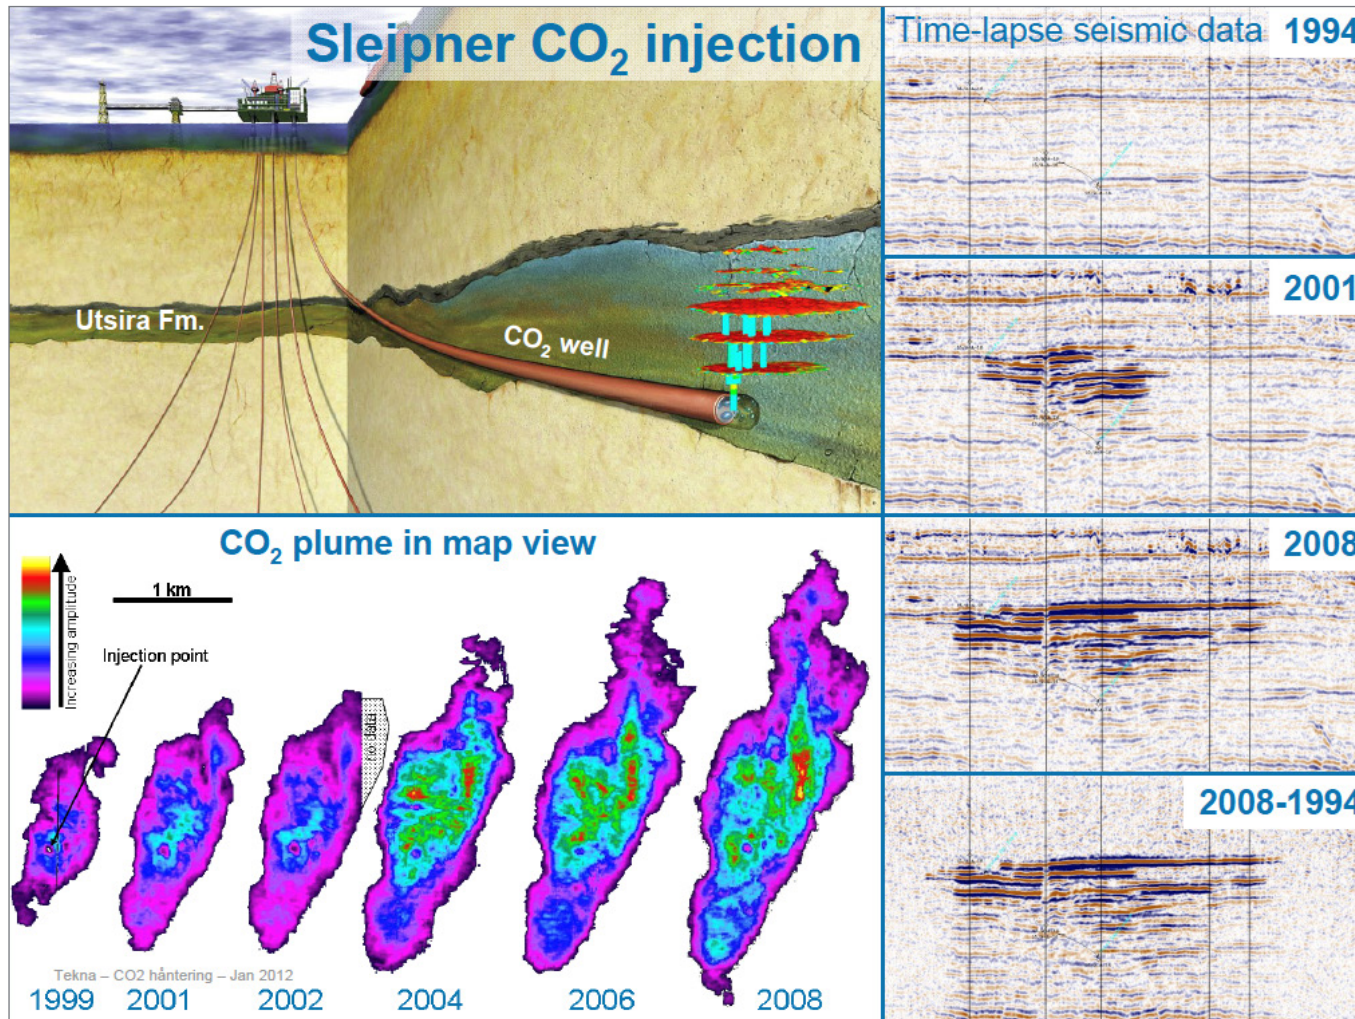 Sleipner CO2 injection
Utsira Fm.
CO2 well
Time-lapse seismic data 1994
2001
2008
2008-1994
CO2 plume in map view
Increasing amplitude
1 km
Injection point
no data
Tekna – CO2 håntering – Jan 2012
1999 2001 2002 2004 2006 2008